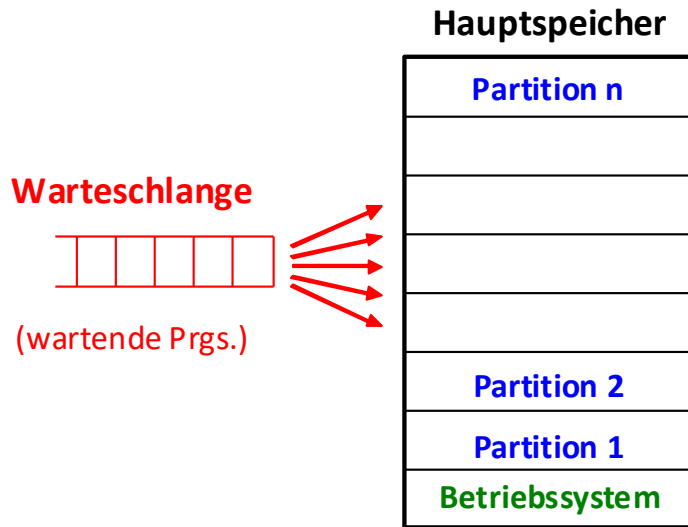 Hauptspeicher
Partition n
Warteschlange
(wartende Prgs.)
Partition 2
Partition 1
Betriebssystem